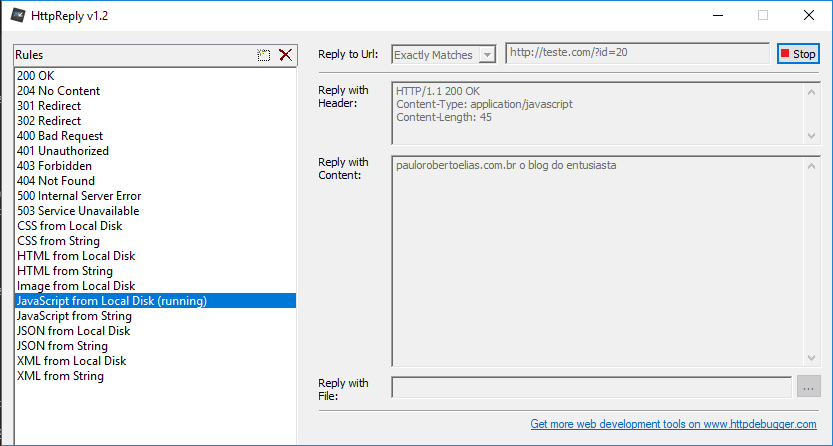 HttpReply v1.2
Rules
200 OK
204 No Content
301 Redirect
302 Redirect
400 Bad Request
401 Unauthorized
403 Forbidden
404 Not Found
500 Internal Server Error
503 Service Unavailable
CSS from Local Disk
CSS from String
HTML from Local Disk
HTML from String
Image from Local Disk
JavaScript from Local Disk (running)
JavaScript from String
JSON from Local Disk
JSON from String
XML from Local Disk
XML from String
Reply to Url: Exactly Matches http://teste.com/?id=20 Stop
Reply with
Header:
HTTP/1.1 200 OK
Content-Type: application/javascript
Content-Length: 45
Reply with
Content:
paulorobertoelias.com.br o blog do entusiasta
Reply with
File:
...
Get more web development tools on www.httpdebugger.com